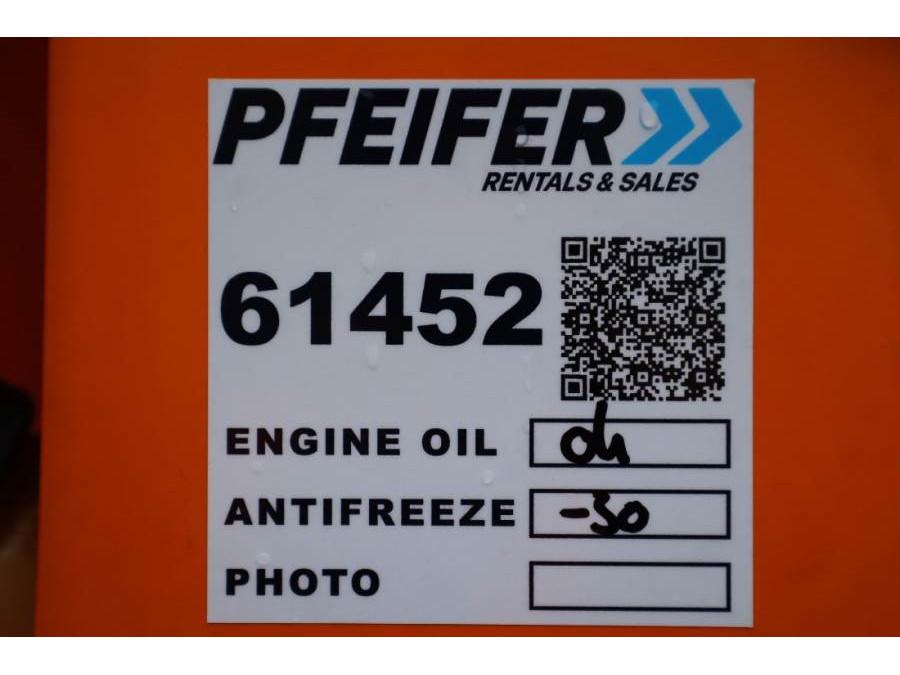 PFEIFER
RENTALS & SALES
61452
ENGINE OIL
ANTIFREEZE -30
PHOTO